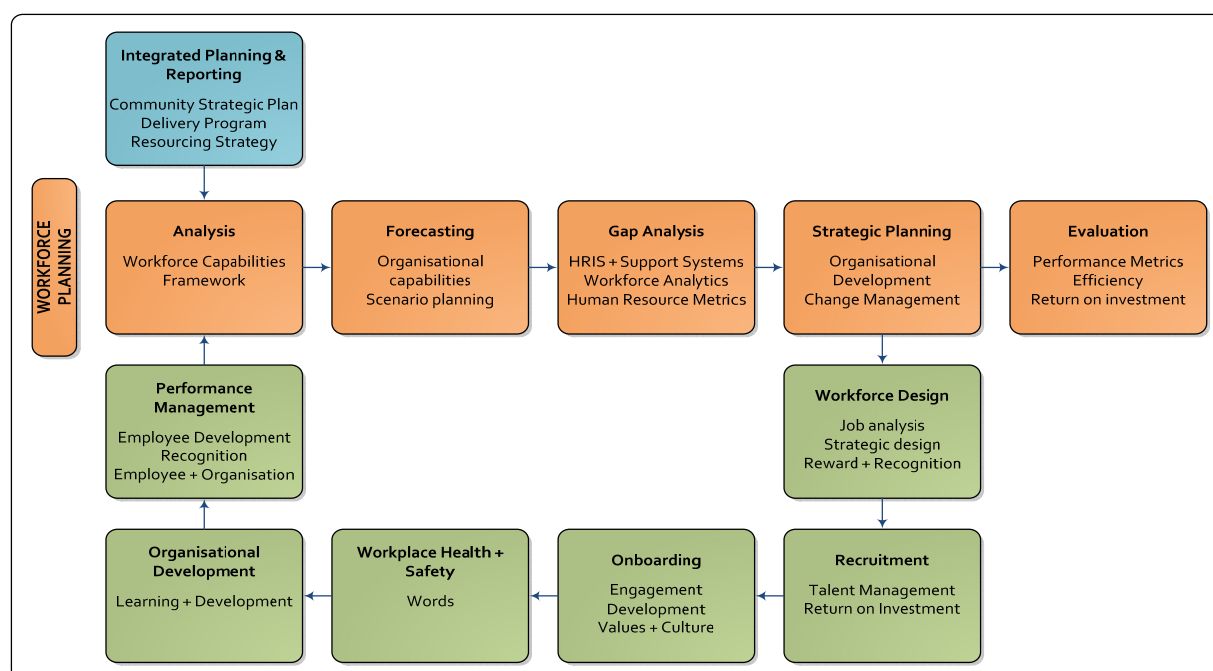 Integrated Planning &
Reporting
Community Strategic Plan
Delivery Program
Resourcing Strategy
WORKFORCE
PLANNING
Analysis
Workforce Capabilities
Framework
Forecasting
Organisational
capabilities
Scenario planning
Gap Analysis
HRIS + Support Systems
Workforce Analytics
Human Resource Metrics
Strategic Planning
Organisational
Development
Change Management
Evaluation
Performance Metrics
Efficiency
Return on investment
Performance
Management
Employee Development
Recognition
Employee + Organisation
Workforce Design
Job analysis
Strategic design
Reward + Recognition
Organisational
Development
Learning + Development
Workplace Health +
Safety
Words
Onboarding
Engagement
Development
Values + Culture
Recruitment
Talent Management
Return on Investment